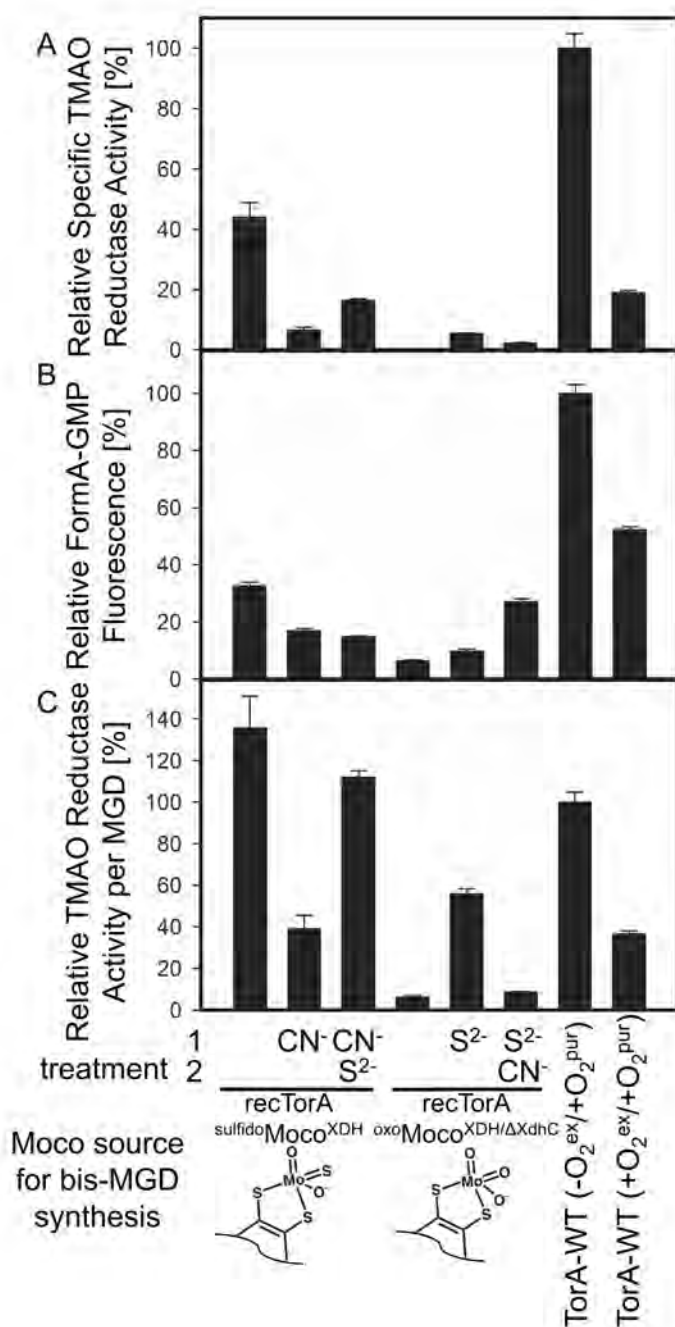 A
Relative Specific TMAO
Reductase Activity [%]
100
80
60
40
20
0
B
Relative FormA-GMP
Fluorescence [%]
100
80
60
40
20
0
C
Relative TMAO Reductase
Activity per MGD [%]
140
120
100
80
60
40
20
0
1 CN⁻ CN⁻ S²⁻ S²⁻
treatment
2 S²⁻ CN⁻
recTorA recTorA
sulfidoMocoXDH oxoMocoXDH/ΔXdhC
Moco source
for bis-MGD
synthesis
O
Mo S
S O⁻
S
O
Mo O
S O⁻
S
TorA-WT (-O₂ex/+O₂pur)
TorA-WT (+O₂ex/+O₂pur)